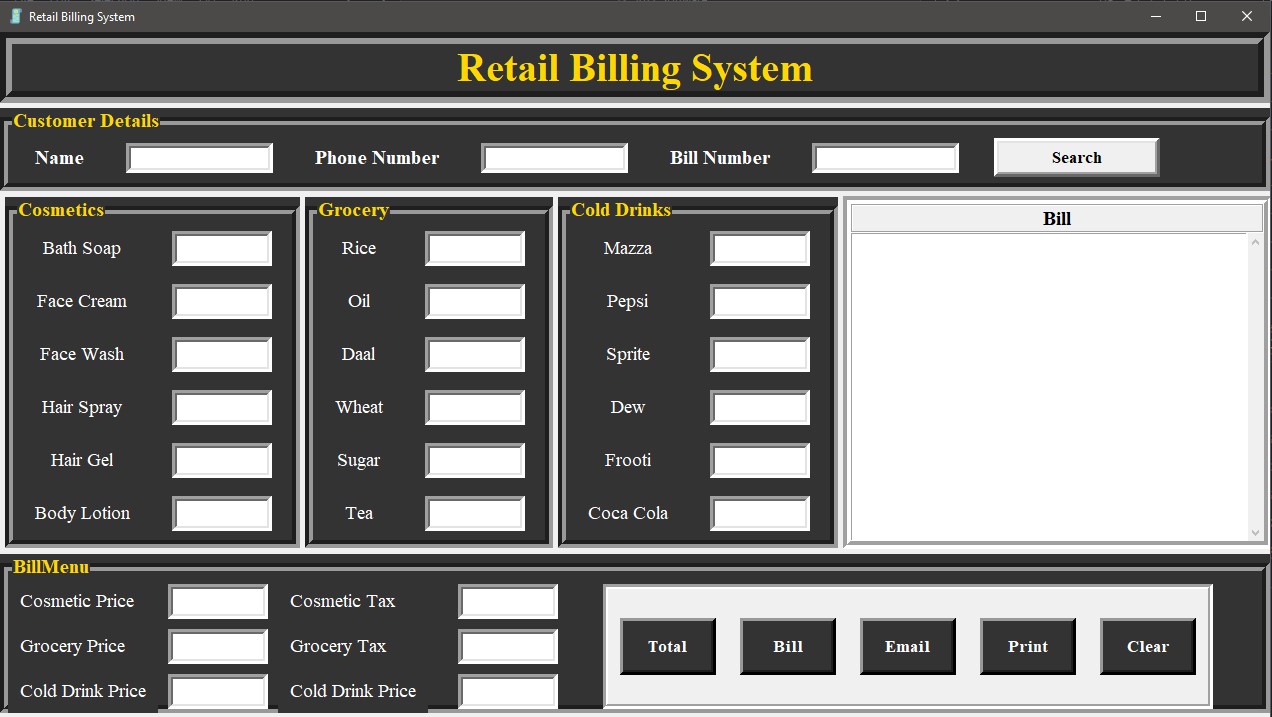 Retail Billing System
Retail Billing System
Customer Details
Name Phone Number Bill Number Search
Cosmetics
Bath Soap
Face Cream
Face Wash
Hair Spray
Hair Gel
Body Lotion
Grocery
Rice
Oil
Daal
Wheat
Sugar
Tea
Cold Drinks
Mazza
Pepsi
Sprite
Dew
Frooti
Coca Cola
Bill
BillMenu
Cosmetic Price Cosmetic Tax
Grocery Price Grocery Tax
Cold Drink Price Cold Drink Price
Total Bill Email Print Clear